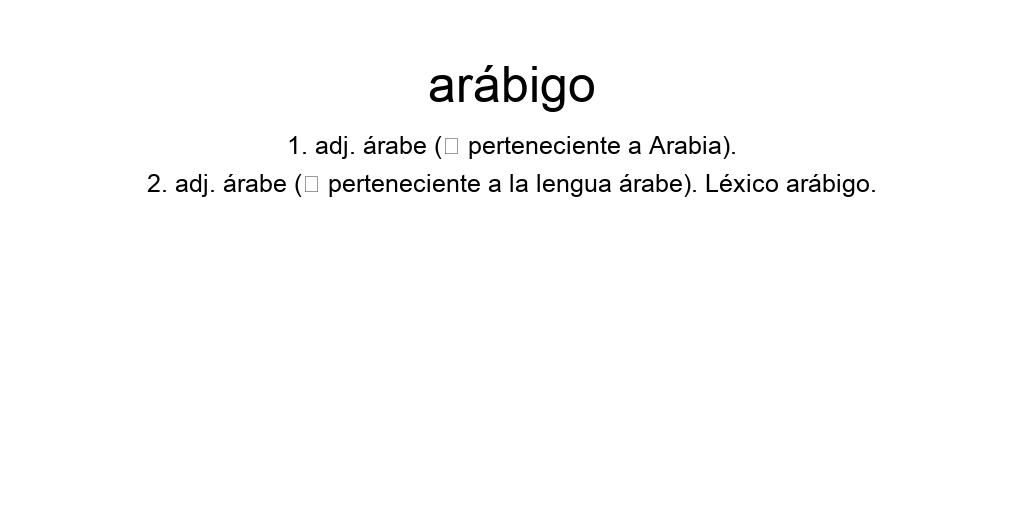 arábigo
1. adj. árabe (□ perteneciente a Arabia).
2. adj. árabe (□ perteneciente a la lengua árabe). Léxico arábigo.